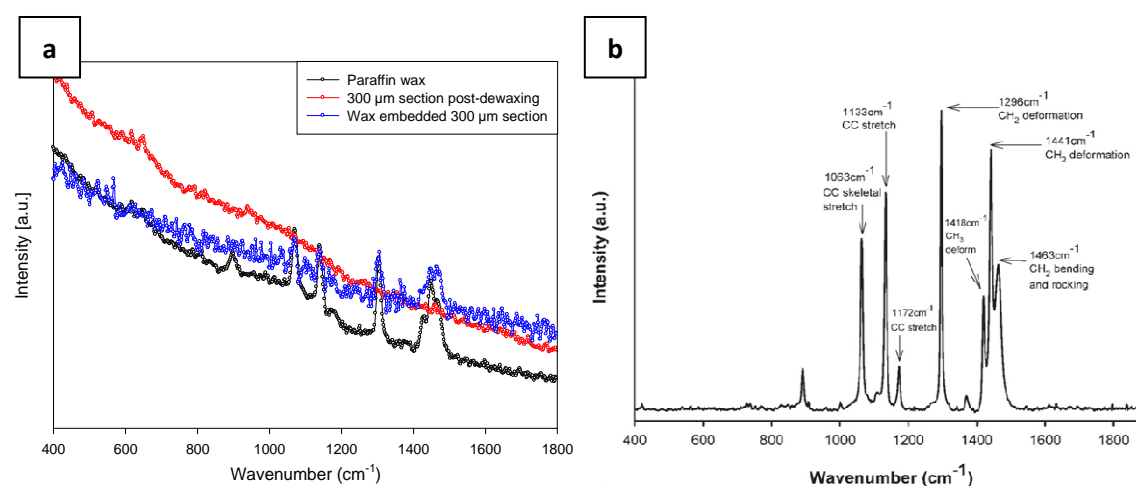 a
Paraffin wax
300 µm section post-dewaxing
Wax embedded 300 µm section
Intensity [a.u.]
400 600 800 1000 1200 1400 1600 1800
Wavenumber (cm-1)
b
1133cm-1
CC stretch
1063cm-1
CC skeletal
stretch
1172cm-1
CC stretch
1296cm-1
CH2 deformation
1441cm-1
CH2 deformation
1418cm-1
CH3
deform
1463cm-1
CH2 bending
and rocking
Intensity (a.u.)
400 600 800 1000 1200 1400 1600 1800
Wavenumber (cm-1)